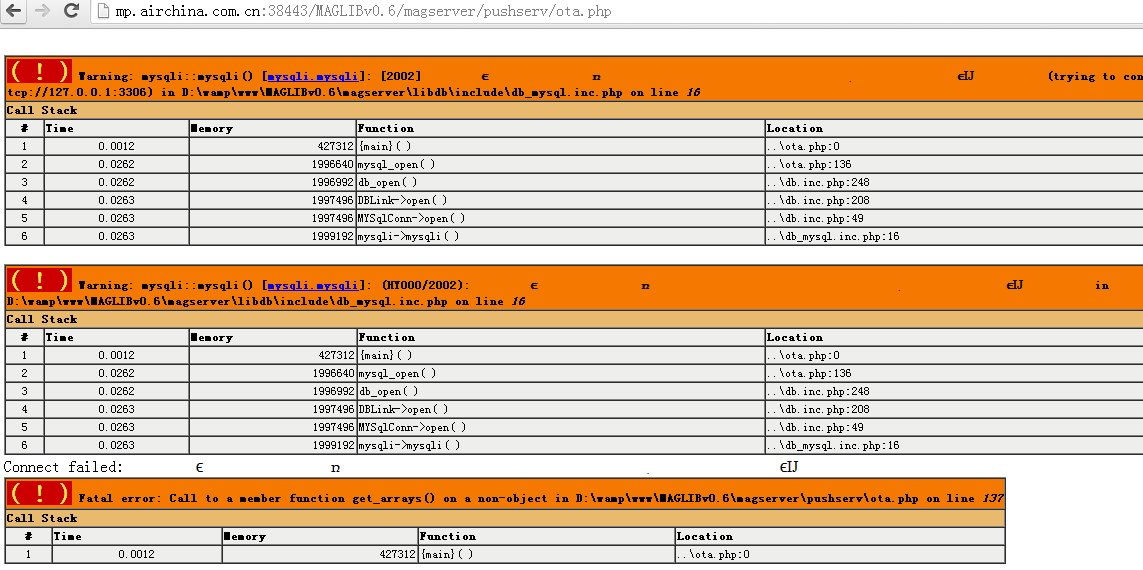 mp.airchina.com.cn:38443/MAGLIBv0.6/magserver/pushserv/ota.php
( ! ) Warning: mysqli::mysqli() [mysqli.mysqli]: [2002] (trying to con
tcp://127.0.0.1:3306) in D:\wamp\www\MAGLIBv0.6\magserver\libdb\include\db_mysql.inc.php on line 16
Call Stack
# Time Memory Function Location
1 0.0012 427312 {main}( ) ..\ota.php:0
2 0.0262 1996640 mysql_open( ) ..\ota.php:136
3 0.0262 1996992 db_open( ) ..\db.inc.php:248
4 0.0263 1997496 DBLink->open( ) ..\db.inc.php:208
5 0.0263 1997496 MYSqlConn->open( ) ..\db.inc.php:49
6 0.0263 1999192 mysqli->mysqli( ) ..\db_mysql.inc.php:16
( ! ) Warning: mysqli::mysqli() [mysqli.mysqli]: (HY000/2002): in
D:\wamp\www\MAGLIBv0.6\magserver\libdb\include\db_mysql.inc.php on line 16
Call Stack
# Time Memory Function Location
1 0.0012 427312 {main}( ) ..\ota.php:0
2 0.0262 1996640 mysql_open( ) ..\ota.php:136
3 0.0262 1996992 db_open( ) ..\db.inc.php:248
4 0.0263 1997496 DBLink->open( ) ..\db.inc.php:208
5 0.0263 1997496 MYSqlConn->open( ) ..\db.inc.php:49
6 0.0263 1999192 mysqli->mysqli( ) ..\db_mysql.inc.php:16
Connect failed:
( ! ) Fatal error: Call to a member function get_arrays() on a non-object in D:\wamp\www\MAGLIBv0.6\magserver\pushserv\ota.php on line 137
Call Stack
# Time Memory Function Location
1 0.0012 427312 {main}( ) ..\ota.php:0